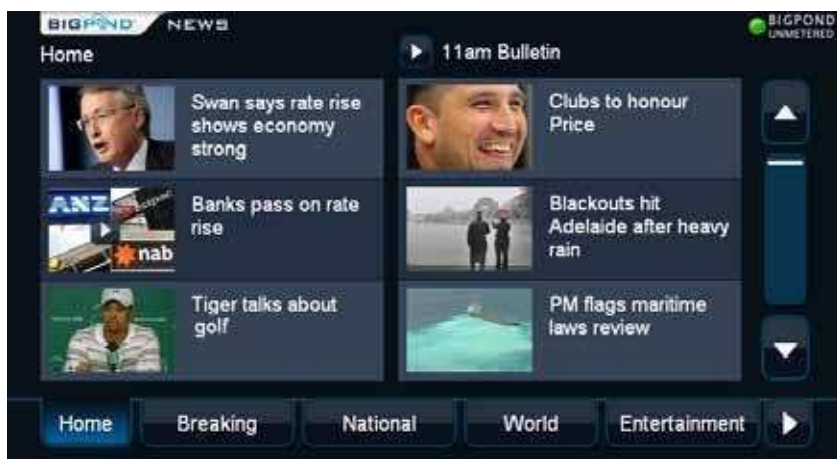 BIGPOND NEWS
BIGPOND
UNMETERED
Home
11am Bulletin
Swan says rate rise
shows economy
strong
Clubs to honour
Price
ANZ
nab
Banks pass on rate
rise
Blackouts hit
Adelaide after heavy
rain
Tiger talks about
golf
PM flags maritime
laws review
Home
Breaking
National
World
Entertainment